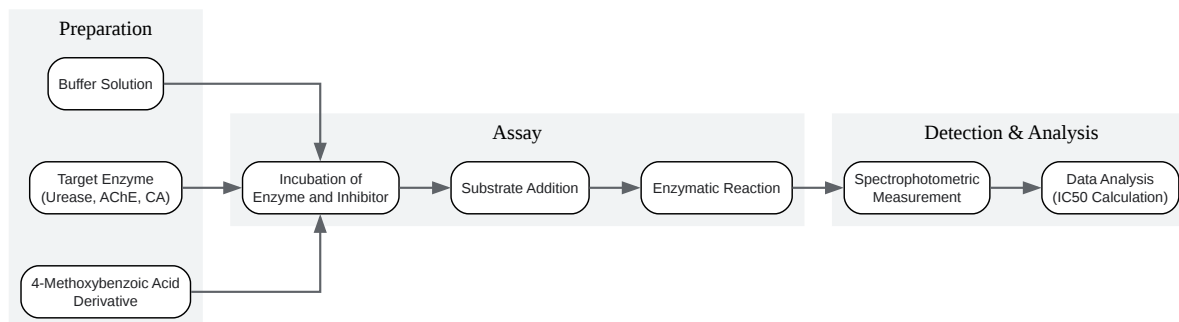 Preparation
Buffer Solution
Target Enzyme
(Urease, AChE, CA)
4-Methoxybenzoic Acid
Derivative
Assay
Incubation of
Enzyme and Inhibitor
Substrate Addition
Enzymatic Reaction
Detection & Analysis
Spectrophotometric
Measurement
Data Analysis
(IC50 Calculation)